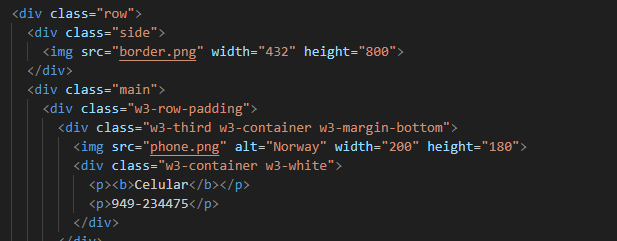 <div class="row">
<div class="side">
<img src="border.png" width="432" height="800">
</div>
<div class="main">
<div class="w3-row-padding">
<div class="w3-third w3-container w3-margin-bottom">
<img src="phone.png" alt="Norway" width="200" height="180">
<div class="w3-container w3-white">
<p><b>Celular</b></p>
<p>949-234475</p>
</div>
</div>